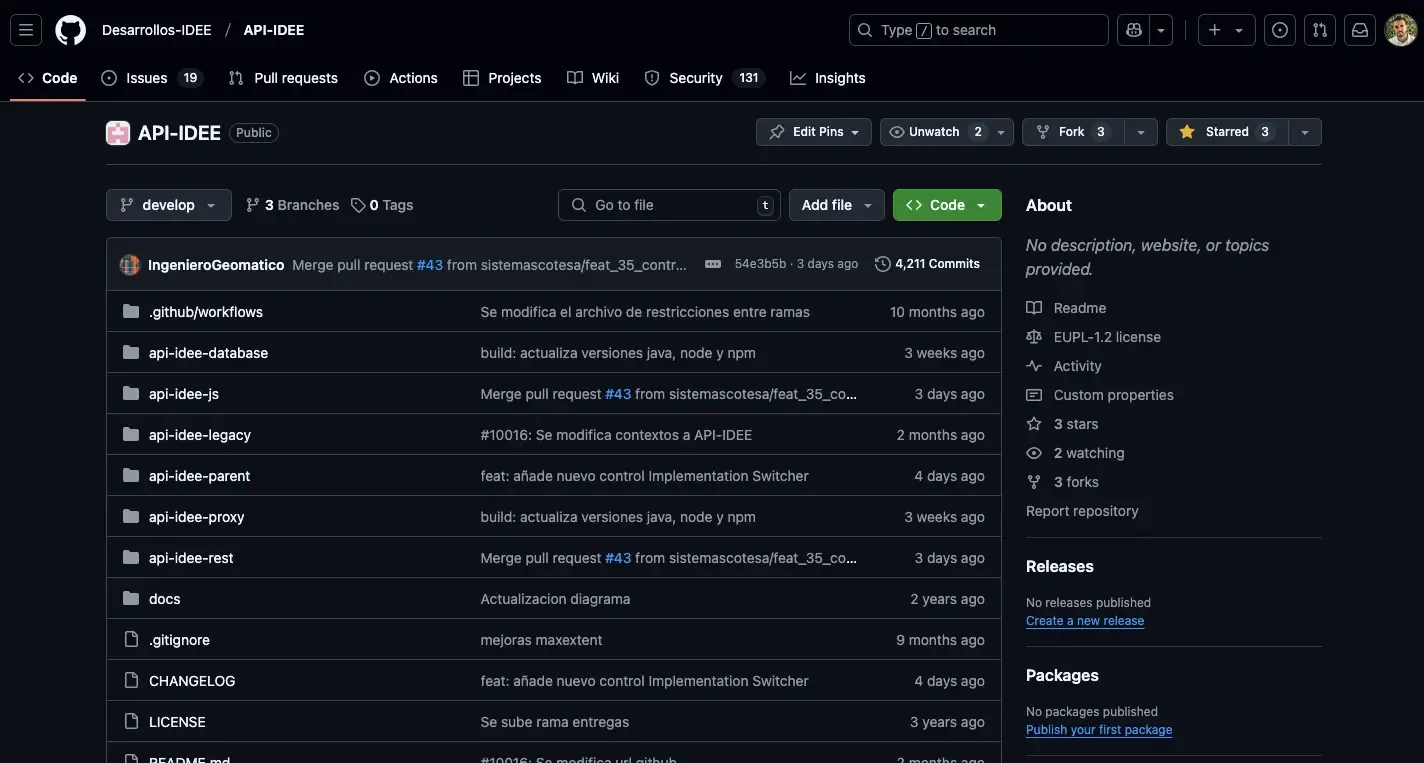 Desarrollos-IDEE / API-IDEE
Type / to search
Code Issues 19 Pull requests Actions Projects Wiki Security 131 Insights
API-IDEE Public
Edit Pins Unwatch 2 Fork 3 Starred 3
develop 3 Branches 0 Tags
Go to file t Add file Code
IngenieroGeomatico Merge pull request #43 from sistemascotesa/feat_35_contr... 54e3b5b · 3 days ago 4,211 Commits
.github/workflows Se modifica el archivo de restricciones entre ramas 10 months ago
api-idee-database build: actualiza versiones java, node y npm 3 weeks ago
api-idee-js Merge pull request #43 from sistemascotesa/feat_35_co... 3 days ago
api-idee-legacy #10016: Se modifica contextos a API-IDEE 2 months ago
api-idee-parent feat: añade nuevo control Implementation Switcher 4 days ago
api-idee-proxy build: actualiza versiones java, node y npm 3 weeks ago
api-idee-rest Merge pull request #43 from sistemascotesa/feat_35_co... 3 days ago
docs Actualizacion diagrama 2 years ago
.gitignore mejoras maxextent 9 months ago
CHANGELOG feat: añade nuevo control Implementation Switcher 4 days ago
LICENSE Se sube rama entregas 3 years ago
README.md #10016: Se modifica url github 2 months ago
About
No description, website, or topics
provided.
Readme
EUPL-1.2 license
Activity
Custom properties
3 stars
2 watching
3 forks
Report repository
Releases
No releases published
Create a new release
Packages
No packages published
Publish your first package